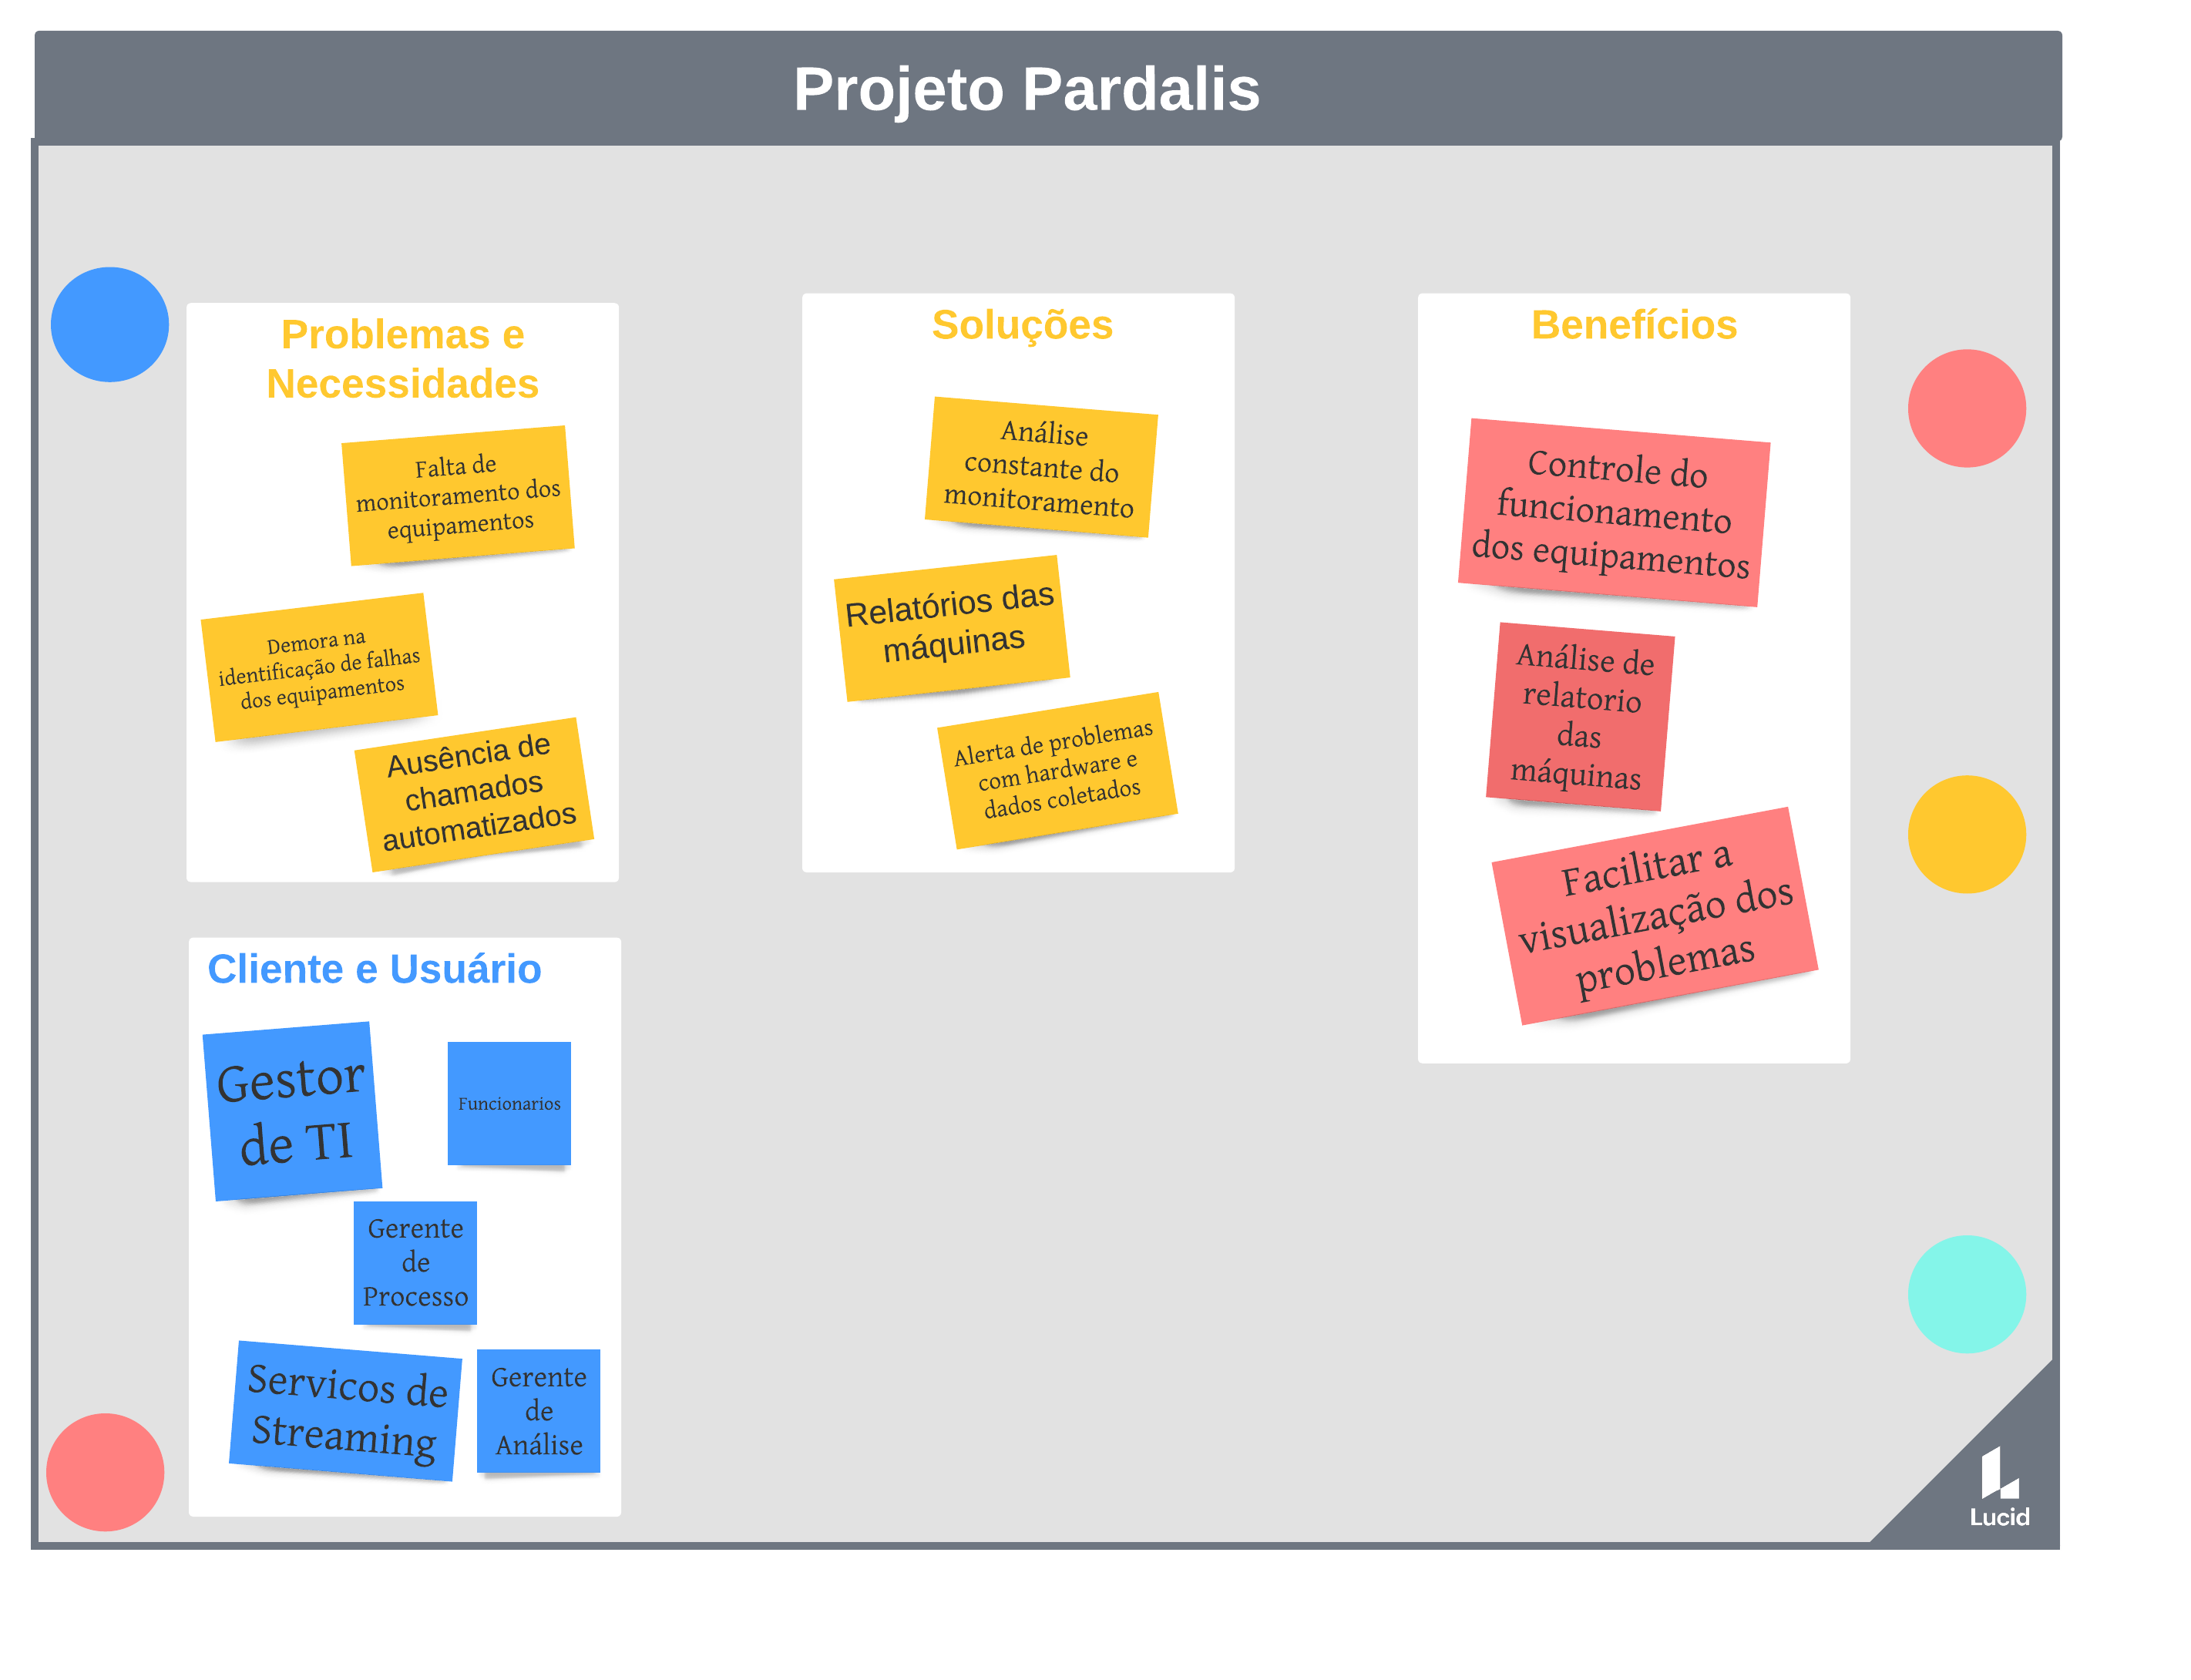 Projeto Pardalis
Problemas e
Necessidades
Falta de
monitoramento dos
equipamentos
Demora na
identificação de falhas
dos equipamentos
Ausência de
chamados
automatizados
Soluções
Análise
constante do
monitoramento
Relatórios das
máquinas
Alerta de problemas
com hardware e
dados coletados
Benefícios
Controle do
funcionamento
dos equipamentos
Análise de
relatorio
das
máquinas
Facilitar a
visualização dos
problemas
Cliente e Usuário
Gestor
de TI
Funcionarios
Gerente
de
Processo
Servicos de
Streaming
Gerente
de
Análise
Lucid